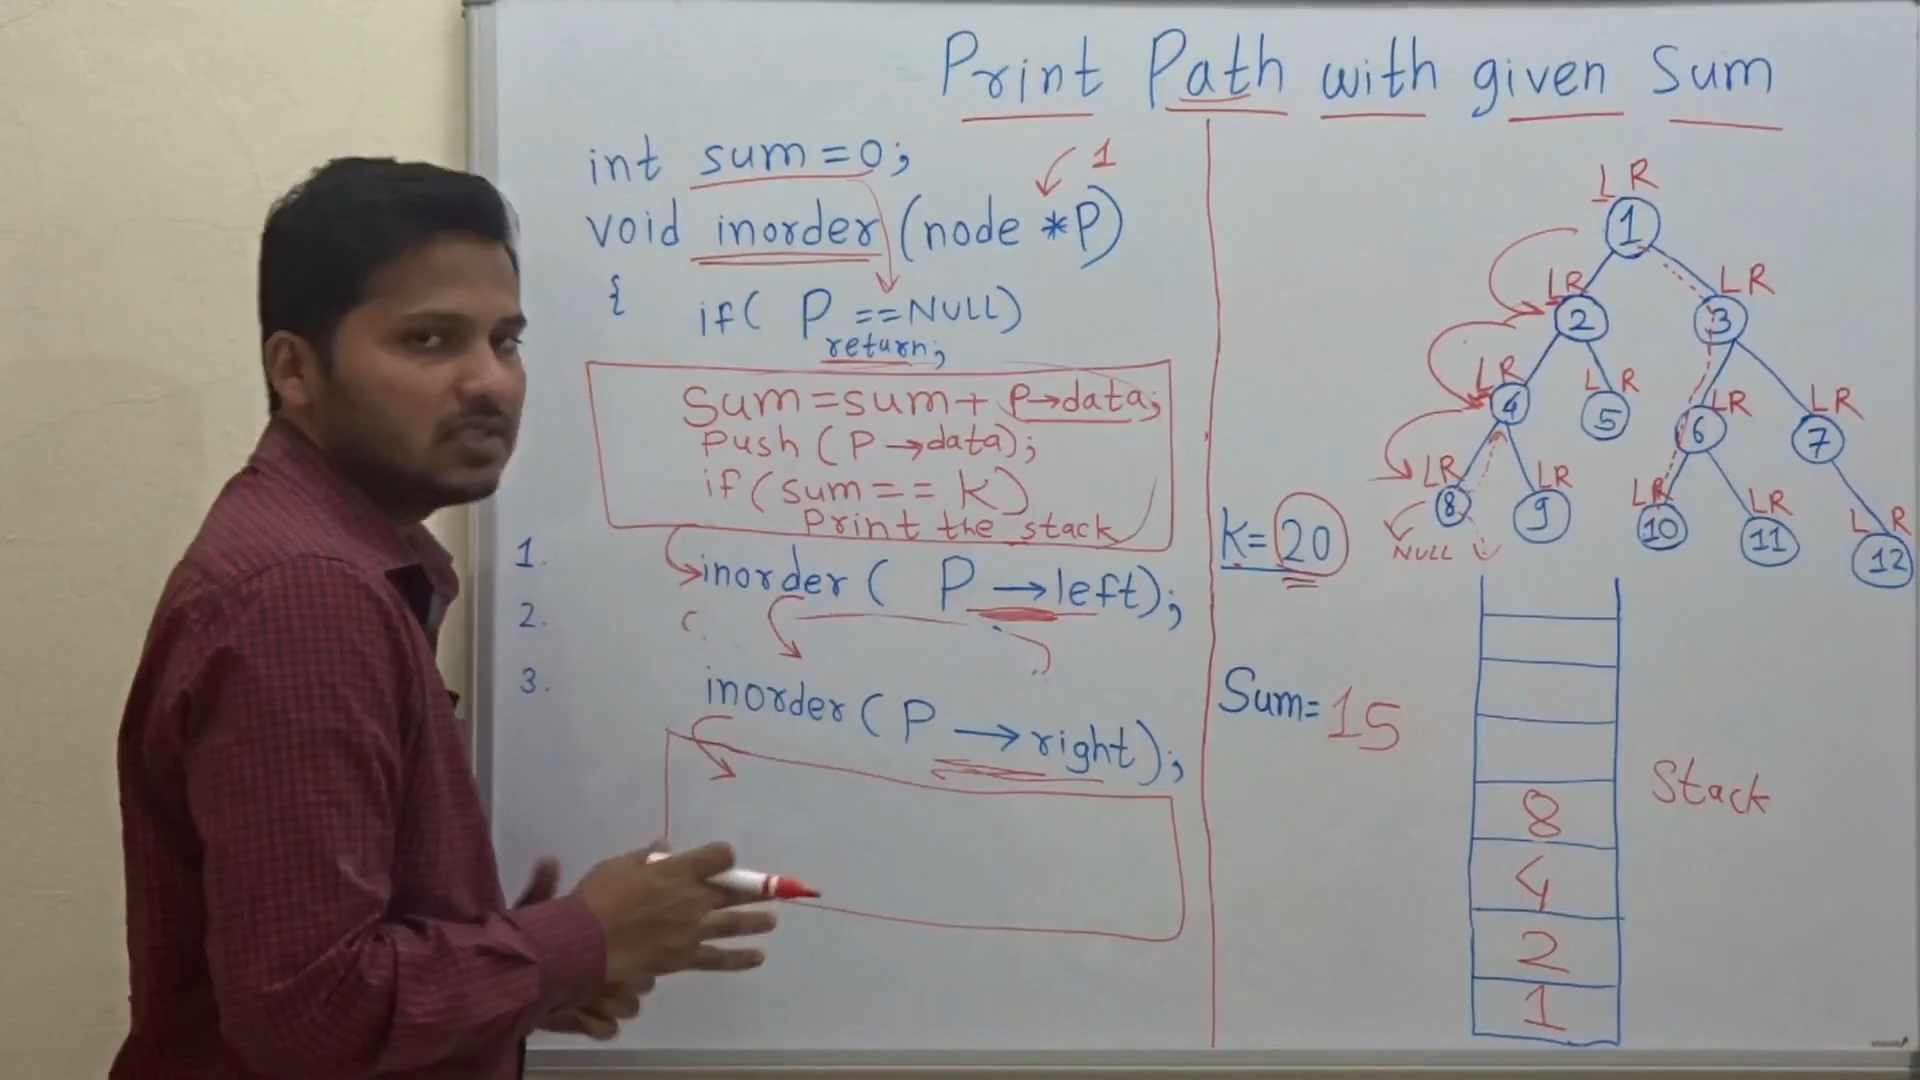 Print Path with given Sum
int sum=0;
1
void inorder (node *P)
{
if( P ==NULL)
return;
Sum=sum+ P→data;
Push (P→data);
if(sum== K)
Print the stack
1.
inorder( P→left);
2.
3.
inorder(P→right);
L R
1
LR
2
LR
3
LR
4
L R
5
LR
6
LR
7
LR
8
LR
9
LR
10
LR
11
L R
12
NULL
K=20
Sum=15
Stack
8
4
2
1